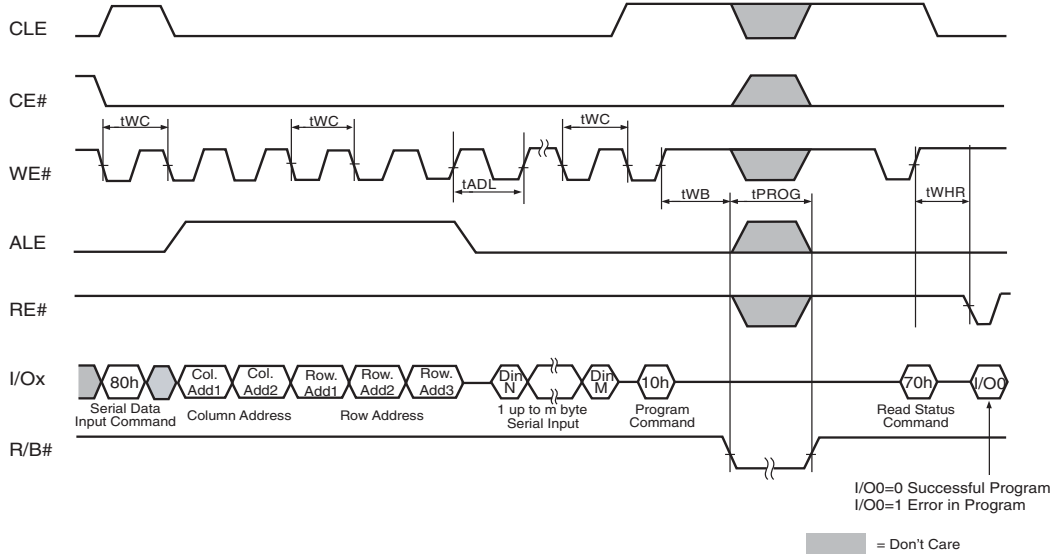 CLE
CE#
tWC
tWC
tWC
WE#
tADL
tWB
tPROG
tWHR
ALE
RE#
I/Ox
80h
Col. Add1
Col. Add2
Row. Add1
Row. Add2
Row. Add3
Din N
Din M
10h
70h
I/O0
Serial Data
Input Command
Column Address
Row Address
1 up to m byte
Serial Input
Program
Command
Read Status
Command
R/B#
I/O0=0 Successful Program
I/O0=1 Error in Program
= Don't Care